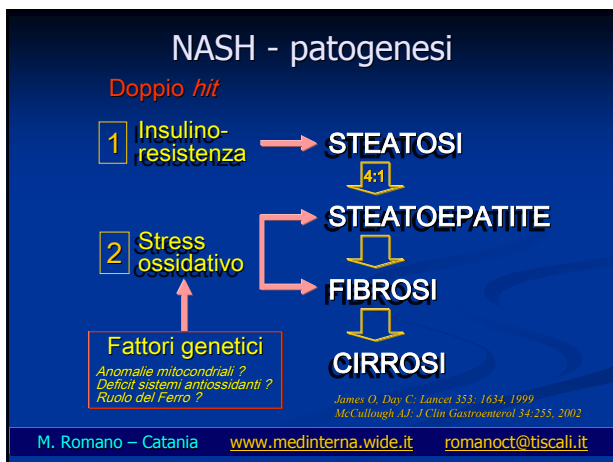 NASH - patogenesi
Doppio hit
1 Insulino-
resistenza
STEATOSI
4:1
STEATOEPATITE
2 Stress
ossidativo
FIBROSI
Fattori genetici
Anomalie mitocondriali ?
Deficit sistemi antiossidanti ?
Ruolo del Ferro ?
CIRROSI
James O, Day C: Lancet 353: 1634, 1999
McCullough AJ: J Clin Gastroenterol 34:255, 2002
M. Romano – Catania www.medinterna.wide.it romanoct@tiscali.it